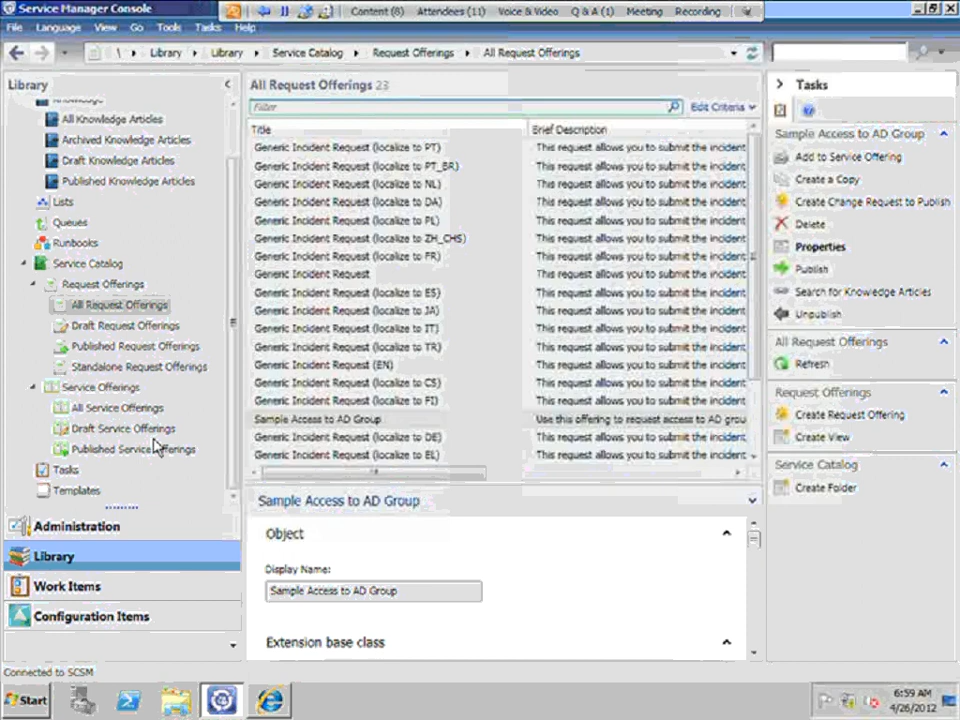 Service Manager Console
Content (8) Attendees (11) Voice & Video Q & A (1) Meeting Recording
File Language View Go Tools Tasks Help
\ Library Library Service Catalog Request Offerings All Request Offerings
Library
Knowledge
All Knowledge Articles
Archived Knowledge Articles
Draft Knowledge Articles
Published Knowledge Articles
Lists
Queues
Runbooks
Service Catalog
Request Offerings
All Request Offerings
Draft Request Offerings
Published Request Offerings
Standalone Request Offerings
Service Offerings
All Service Offerings
Draft Service Offerings
Published Service Offerings
Tasks
Templates
Administration
Library
Work Items
Configuration Items
All Request Offerings 23
Filter
Edit Criteria
Title Brief Description
Generic Incident Request (localize to PT) This request allows you to submit the incident
Generic Incident Request (localize to PT_BR) This request allows you to submit the incident
Generic Incident Request (localize to NL) This request allows you to submit the incident
Generic Incident Request (localize to DA) This request allows you to submit the incident
Generic Incident Request (localize to PL) This request allows you to submit the incident
Generic Incident Request (localize to ZH_CHS) This request allows you to submit the incident
Generic Incident Request (localize to FR) This request allows you to submit the incident
Generic Incident Request This request allows you to submit the incident
Generic Incident Request (localize to ES) This request allows you to submit the incident
Generic Incident Request (localize to JA) This request allows you to submit the incident
Generic Incident Request (localize to IT) This request allows you to submit the incident
Generic Incident Request (localize to TR) This request allows you to submit the incident
Generic Incident Request (EN) This request allows you to submit the incident
Generic Incident Request (localize to CS) This request allows you to submit the incident
Generic Incident Request (localize to FI) This request allows you to submit the incident
Sample Access to AD Group Use this offering to request access to AD grou
Generic Incident Request (localize to DE) This request allows you to submit the incident
Generic Incident Request (localize to EL) This request allows you to submit the incident
Sample Access to AD Group
Object
Display Name:
Sample Access to AD Group
Extension base class
Tasks
Sample Access to AD Group
Add to Service Offering
Create a Copy
Create Change Request to Publish
Delete
Properties
Publish
Search for Knowledge Articles
Unpublish
All Request Offerings
Refresh
Request Offerings
Create Request Offering
Create View
Service Catalog
Create Folder
Connected to SCSM
Start
6:59 AM
4/26/2012